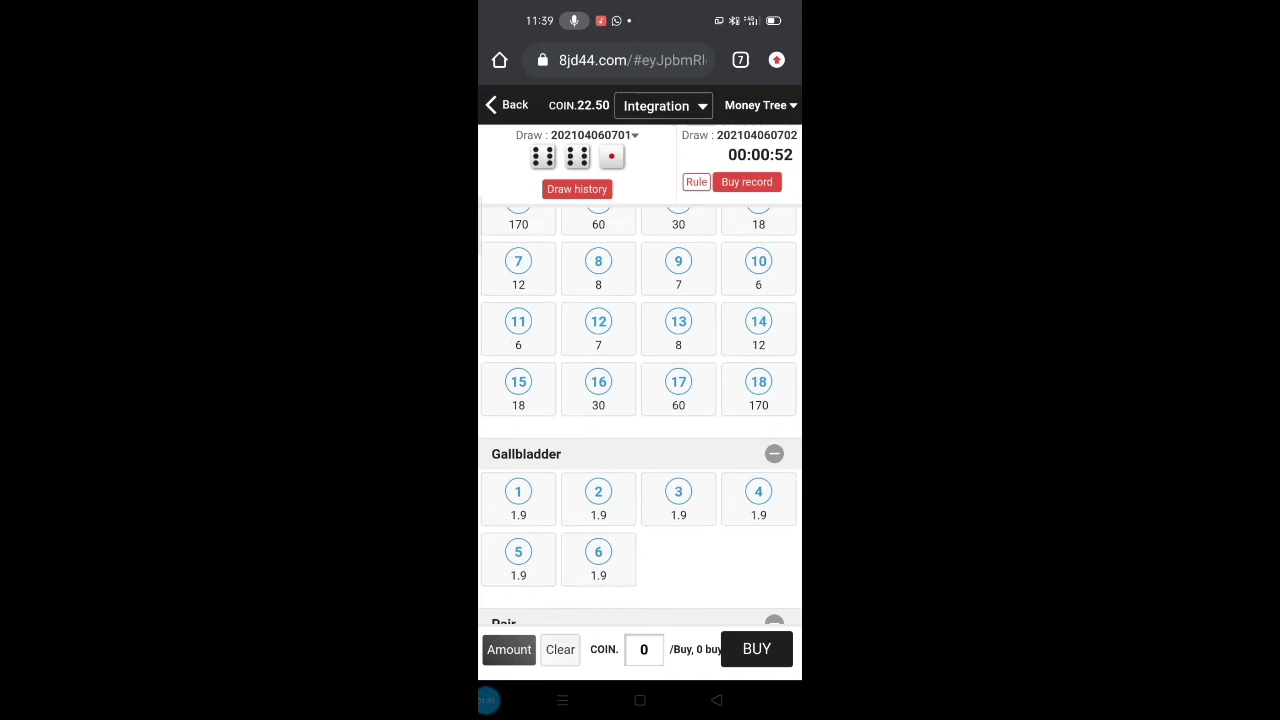 11:39
8jd44.com/#eyJpbmRl
7
Back COIN.22.50 Integration Money Tree
Draw : 202104060701 Draw : 202104060702
00:00:52
Rule Buy record
Draw history
170 60 30 18
7 8 9 10
12 8 7 6
11 12 13 14
6 7 8 12
15 16 17 18
18 30 60 170
Gallbladder
1 2 3 4
1.9 1.9 1.9 1.9
5 6
1.9 1.9
Pair
Amount Clear COIN. 0 /Buy, 0 buy BUY